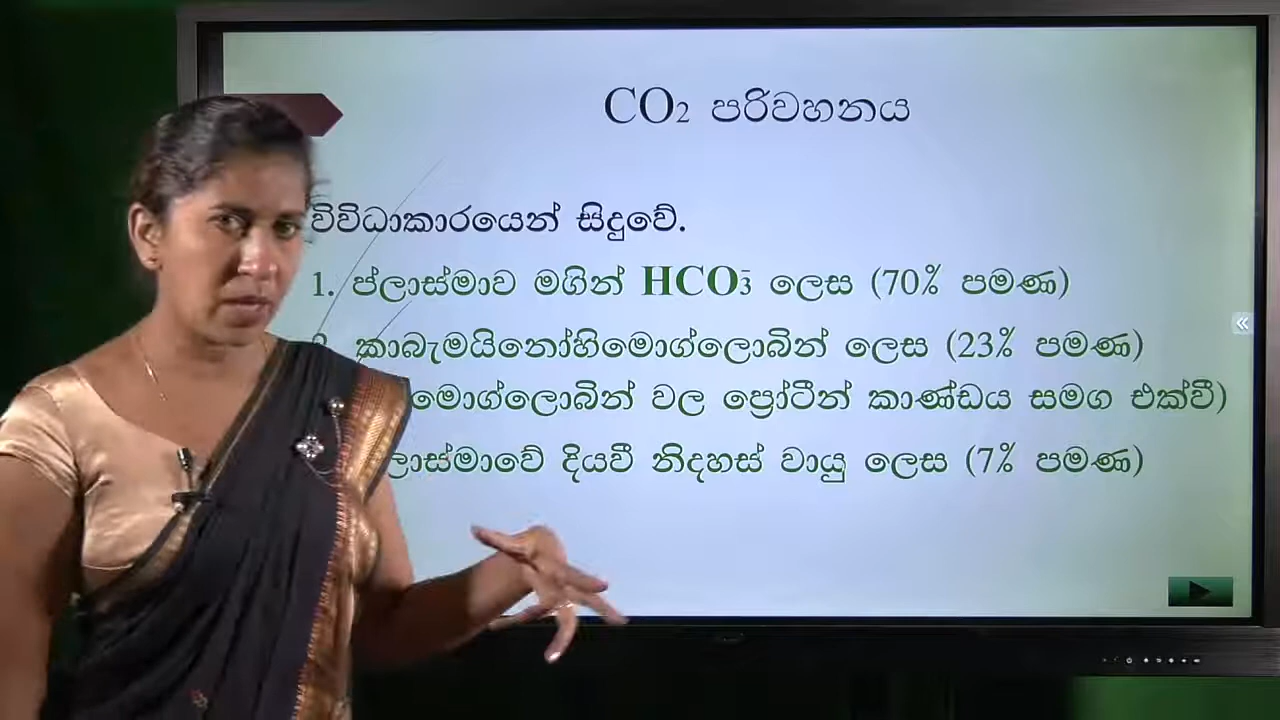 CO₂ පරිවහනය
විවිධාකාරයෙන් සිදුවේ.
1. ප්ලාස්මාව මගින් HCO₃⁻ ලෙස (70% පමණ)
කාබැමයිනෝහිමොග්ලොබින් ලෙස (23% පමණ)
මොග්ලොබින් වල ප්‍රෝටීන් කාණ්ඩය සමග එක්වී)
ලාස්මාවේ දියවී නිදහස් වායු ලෙස (7% පමණ)